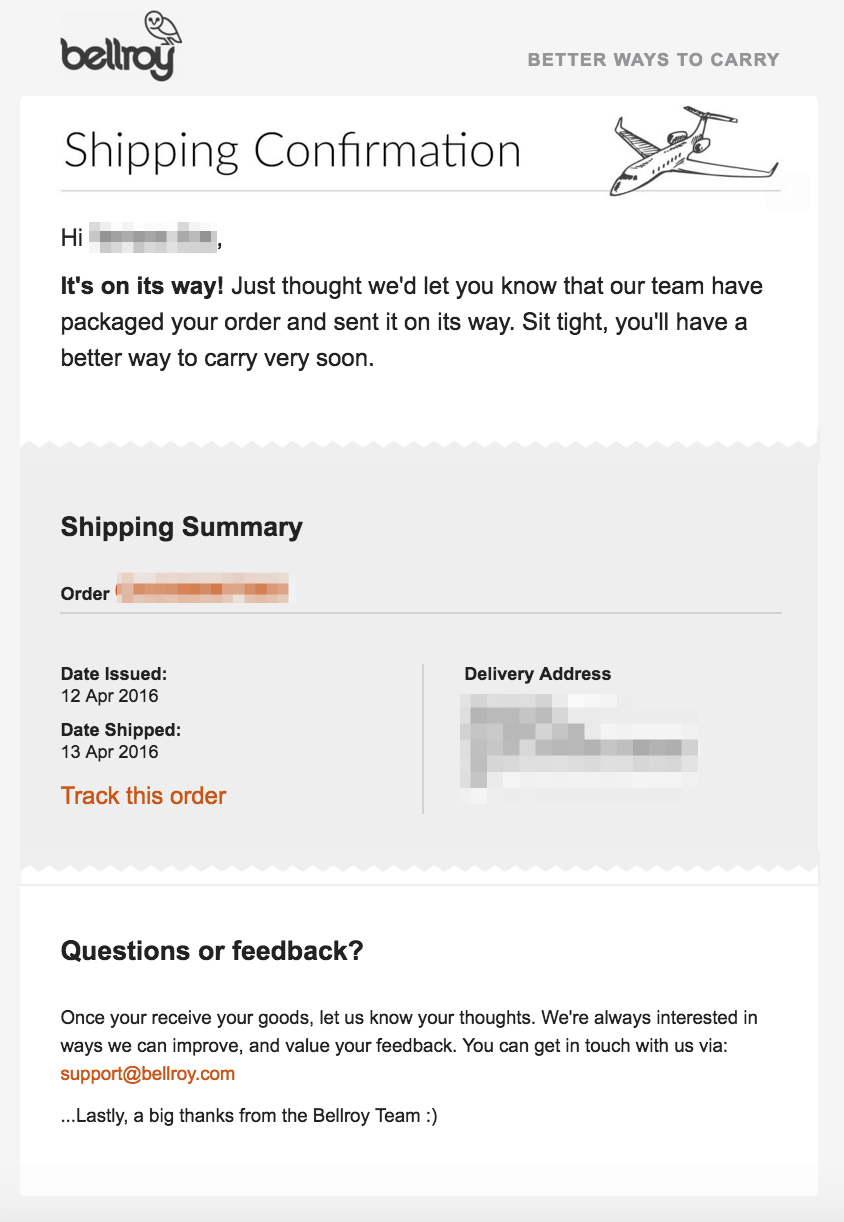 bellroy
BETTER WAYS TO CARRY
Shipping Confirmation
Hi ,
It's on its way! Just thought we'd let you know that our team have
packaged your order and sent it on its way. Sit tight, you'll have a
better way to carry very soon.
Shipping Summary
Order
Date Issued:
12 Apr 2016
Date Shipped:
13 Apr 2016
Track this order
Delivery Address
Questions or feedback?
Once your receive your goods, let us know your thoughts. We're always interested in
ways we can improve, and value your feedback. You can get in touch with us via:
support@bellroy.com
...Lastly, a big thanks from the Bellroy Team :)